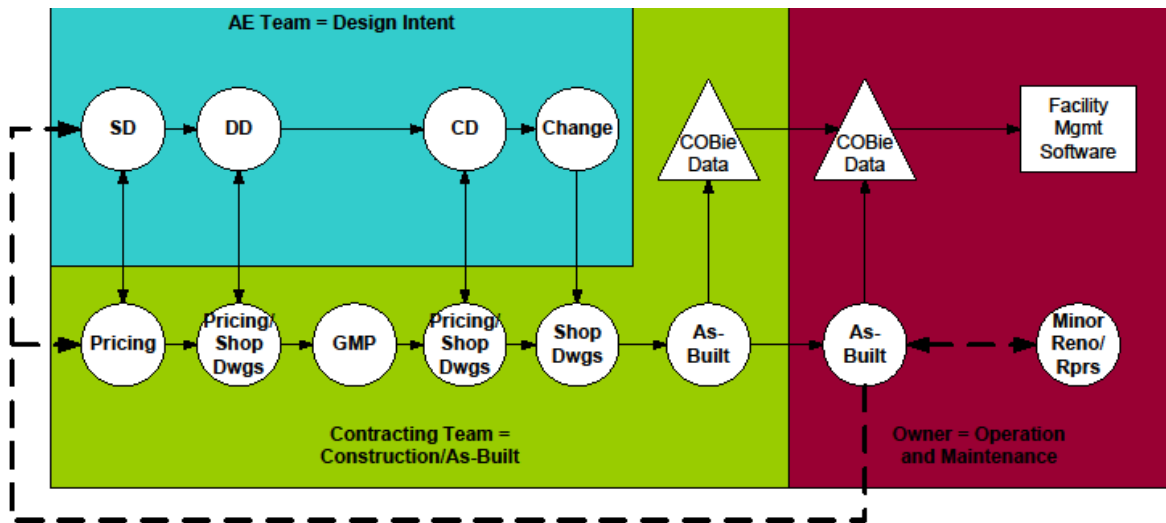 AE Team = Design Intent
SD
DD
CD
Change
COBie
Data
COBie
Data
Facility
Mgmt
Software
Pricing
Pricing/
Shop
Dwgs
GMP
Pricing/
Shop
Dwgs
Shop
Dwgs
As-
Built
As-
Built
Minor
Reno/
Rprs
Contracting Team =
Construction/As-Built
Owner = Operation
and Maintenance